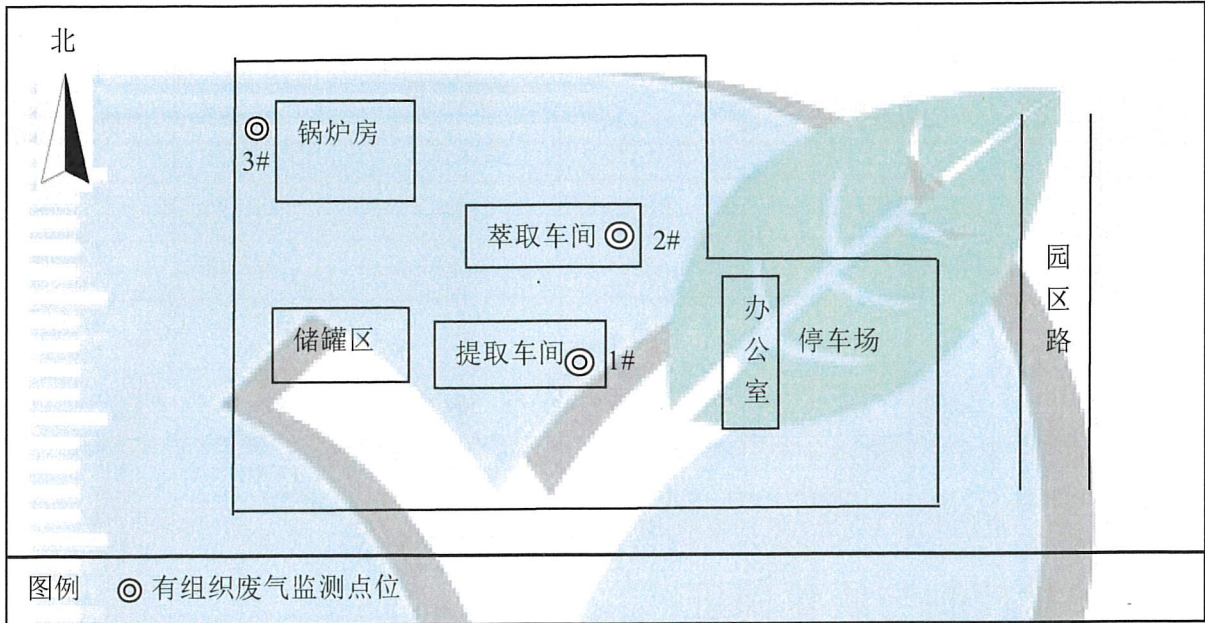 北
锅炉房
3#
萃取车间
2#
储罐区
提取车间
1#
办公室
停车场
园区路
图例 ◎ 有组织废气监测点位